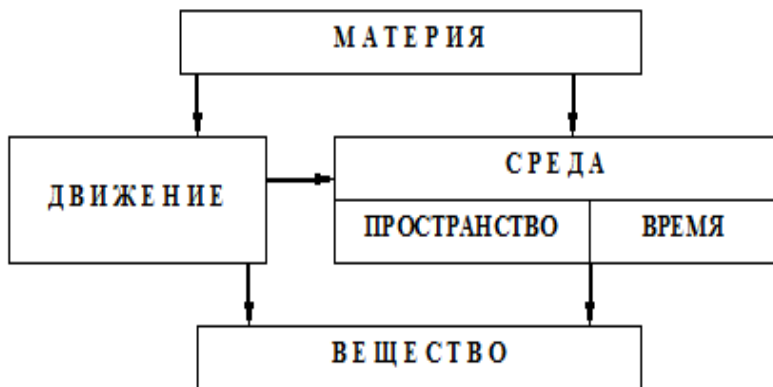 МАТЕРИЯ
СРЕДА
ДВИЖЕНИЕ
ПРОСТРАНСТВО
ВРЕМЯ
ВЕЩЕСТВО